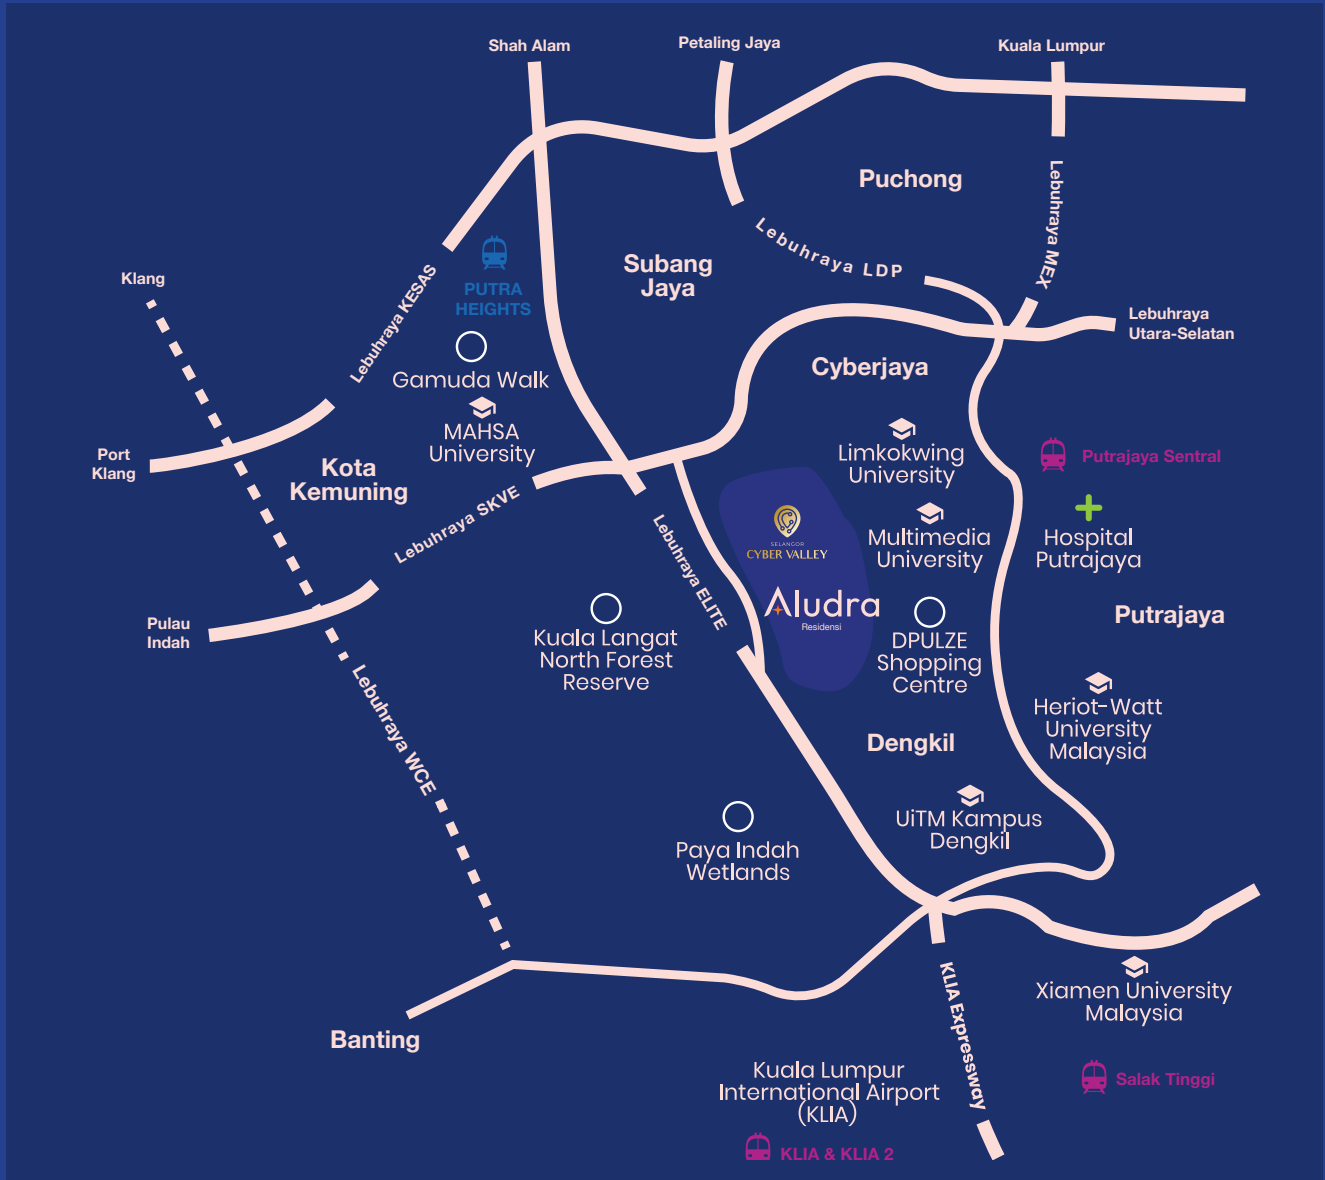 Shah Alam
Petaling Jaya
Kuala Lumpur
Puchong
Lebuhraya MEX
Lebuhraya LDP
Subang
Jaya
Klang
Lebuhraya KESAS
PUTRA
HEIGHTS
Lebuhraya
Utara-Selatan
Gamuda Walk
Cyberjaya
MAHSA
University
Limkokwing
University
Port
Klang
Kota
Kemuning
Putrajaya Sentral
Lebuhraya SKVE
Lebuhraya ELITE
SELANGOR
CYBER VALLEY
Multimedia
University
Hospital
Putrajaya
Aludra
Residensi
Pulau
Indah
Kuala Langat
North Forest
Reserve
DPULZE
Shopping
Centre
Putrajaya
Lebuhraya WCE
Heriot-Watt
University
Malaysia
Dengkil
UiTM Kampus
Dengkil
Paya Indah
Wetlands
KLIA Expressway
Xiamen University
Malaysia
Banting
Kuala Lumpur
International Airport
(KLIA)
Salak Tinggi
KLIA & KLIA 2